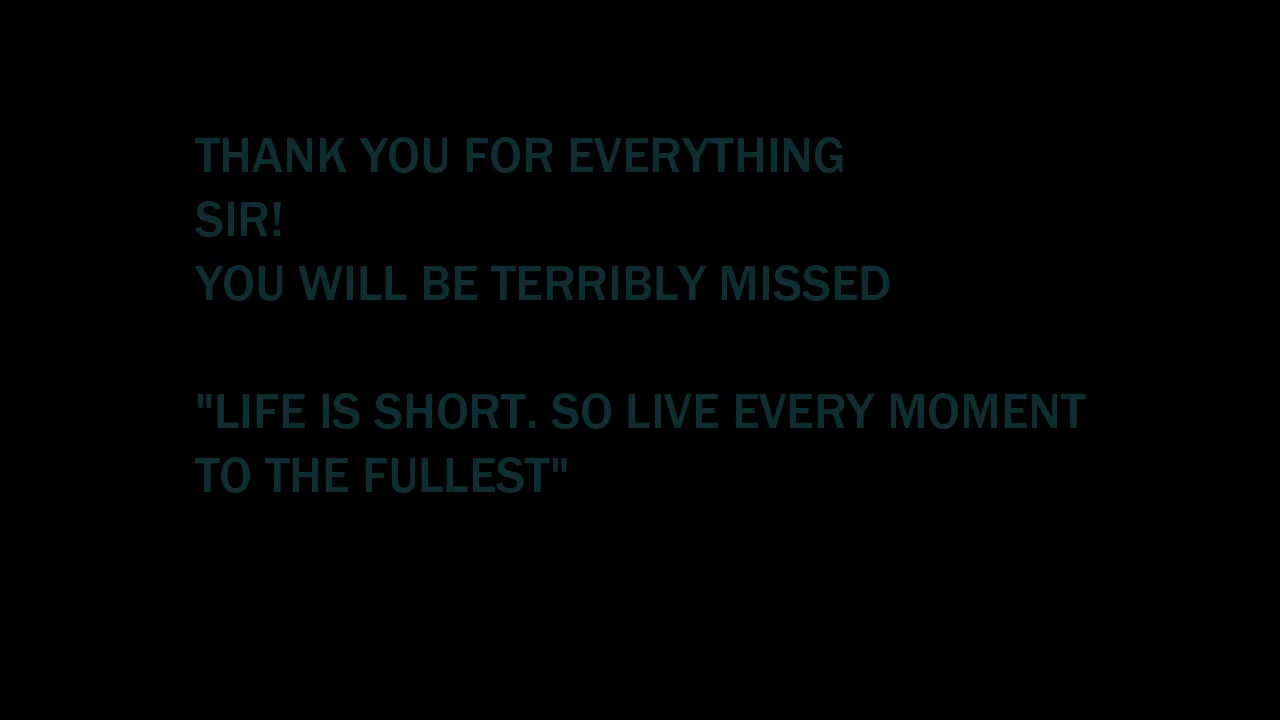 THANK YOU FOR EVERYTHING
SIR!
YOU WILL BE TERRIBLY MISSED
"LIFE IS SHORT. SO LIVE EVERY MOMENT
TO THE FULLEST"